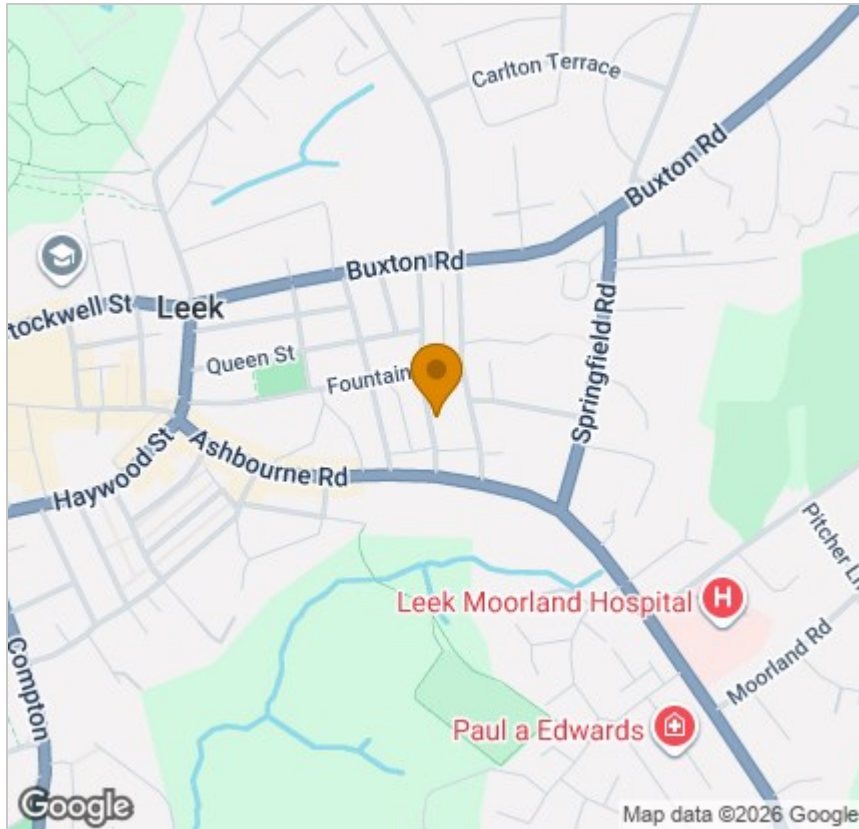 Carlton Terrace
Buxton Rd
Buxton Rd
tockwell St
Leek
Springfield Rd
Queen St
Fountain
Haywood St
Ashbourne Rd
Pitcher Ln
Leek Moorland Hospital
H
Moorland Rd
Compton
Paul a Edwards
Google
Map data ©2026 Google